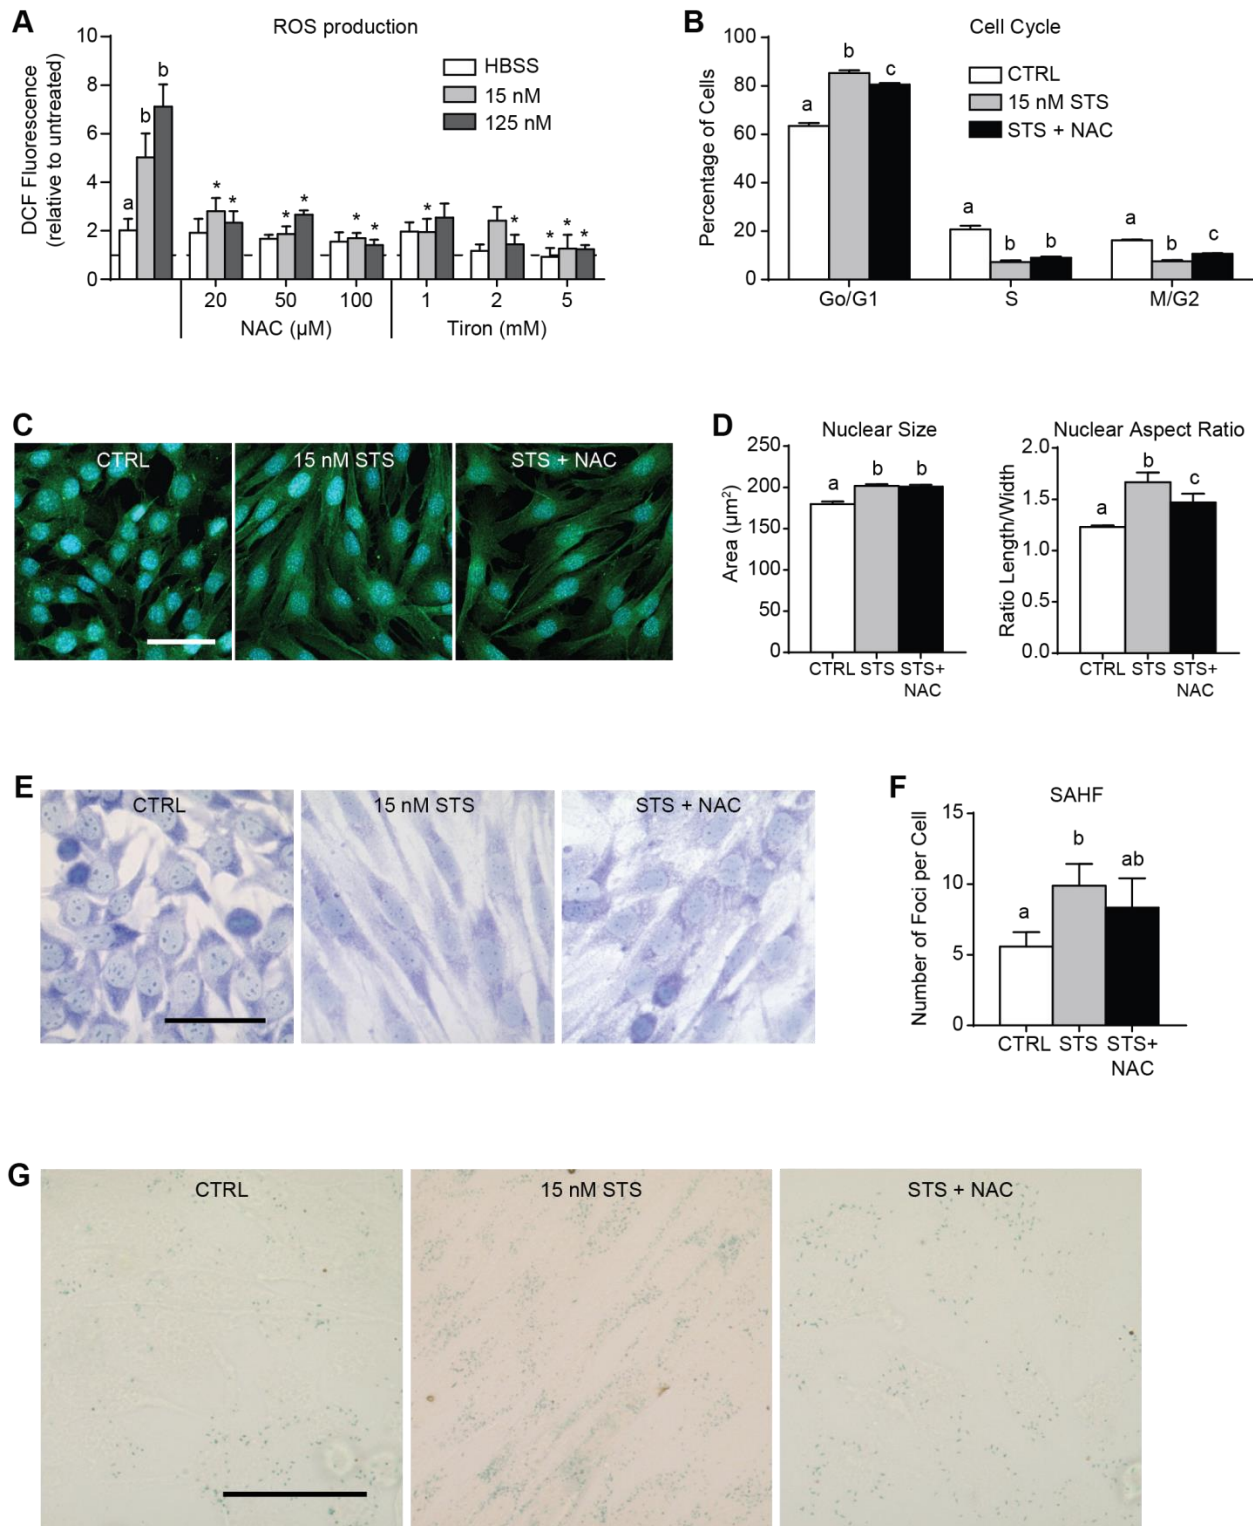 A
ROS production
DCF Fluorescence
(relative to untreated)
10
8
6
4
2
0
a
b
b
*
*
*
*
*
*
*
*
*
*
*
HBSS
15 nM
125 nM
20
50
100
1
2
5
NAC (µM)
Tiron (mM)
B
Cell Cycle
Percentage of Cells
100
80
60
40
20
0
a
b
c
a
b
b
a
b
c
CTRL
15 nM STS
STS + NAC
Go/G1
S
M/G2
C
CTRL
15 nM STS
STS + NAC
D
Nuclear Size
Area (µm²)
250
200
150
100
50
0
a
b
b
CTRL
STS
STS+
NAC
Nuclear Aspect Ratio
Ratio Length/Width
2.0
1.5
1.0
0.5
0.0
a
b
c
CTRL
STS
STS+
NAC
E
CTRL
15 nM STS
STS + NAC
F
SAHF
Number of Foci per Cell
15
10
5
0
a
b
ab
CTRL
STS
STS+
NAC
G
CTRL
15 nM STS
STS + NAC